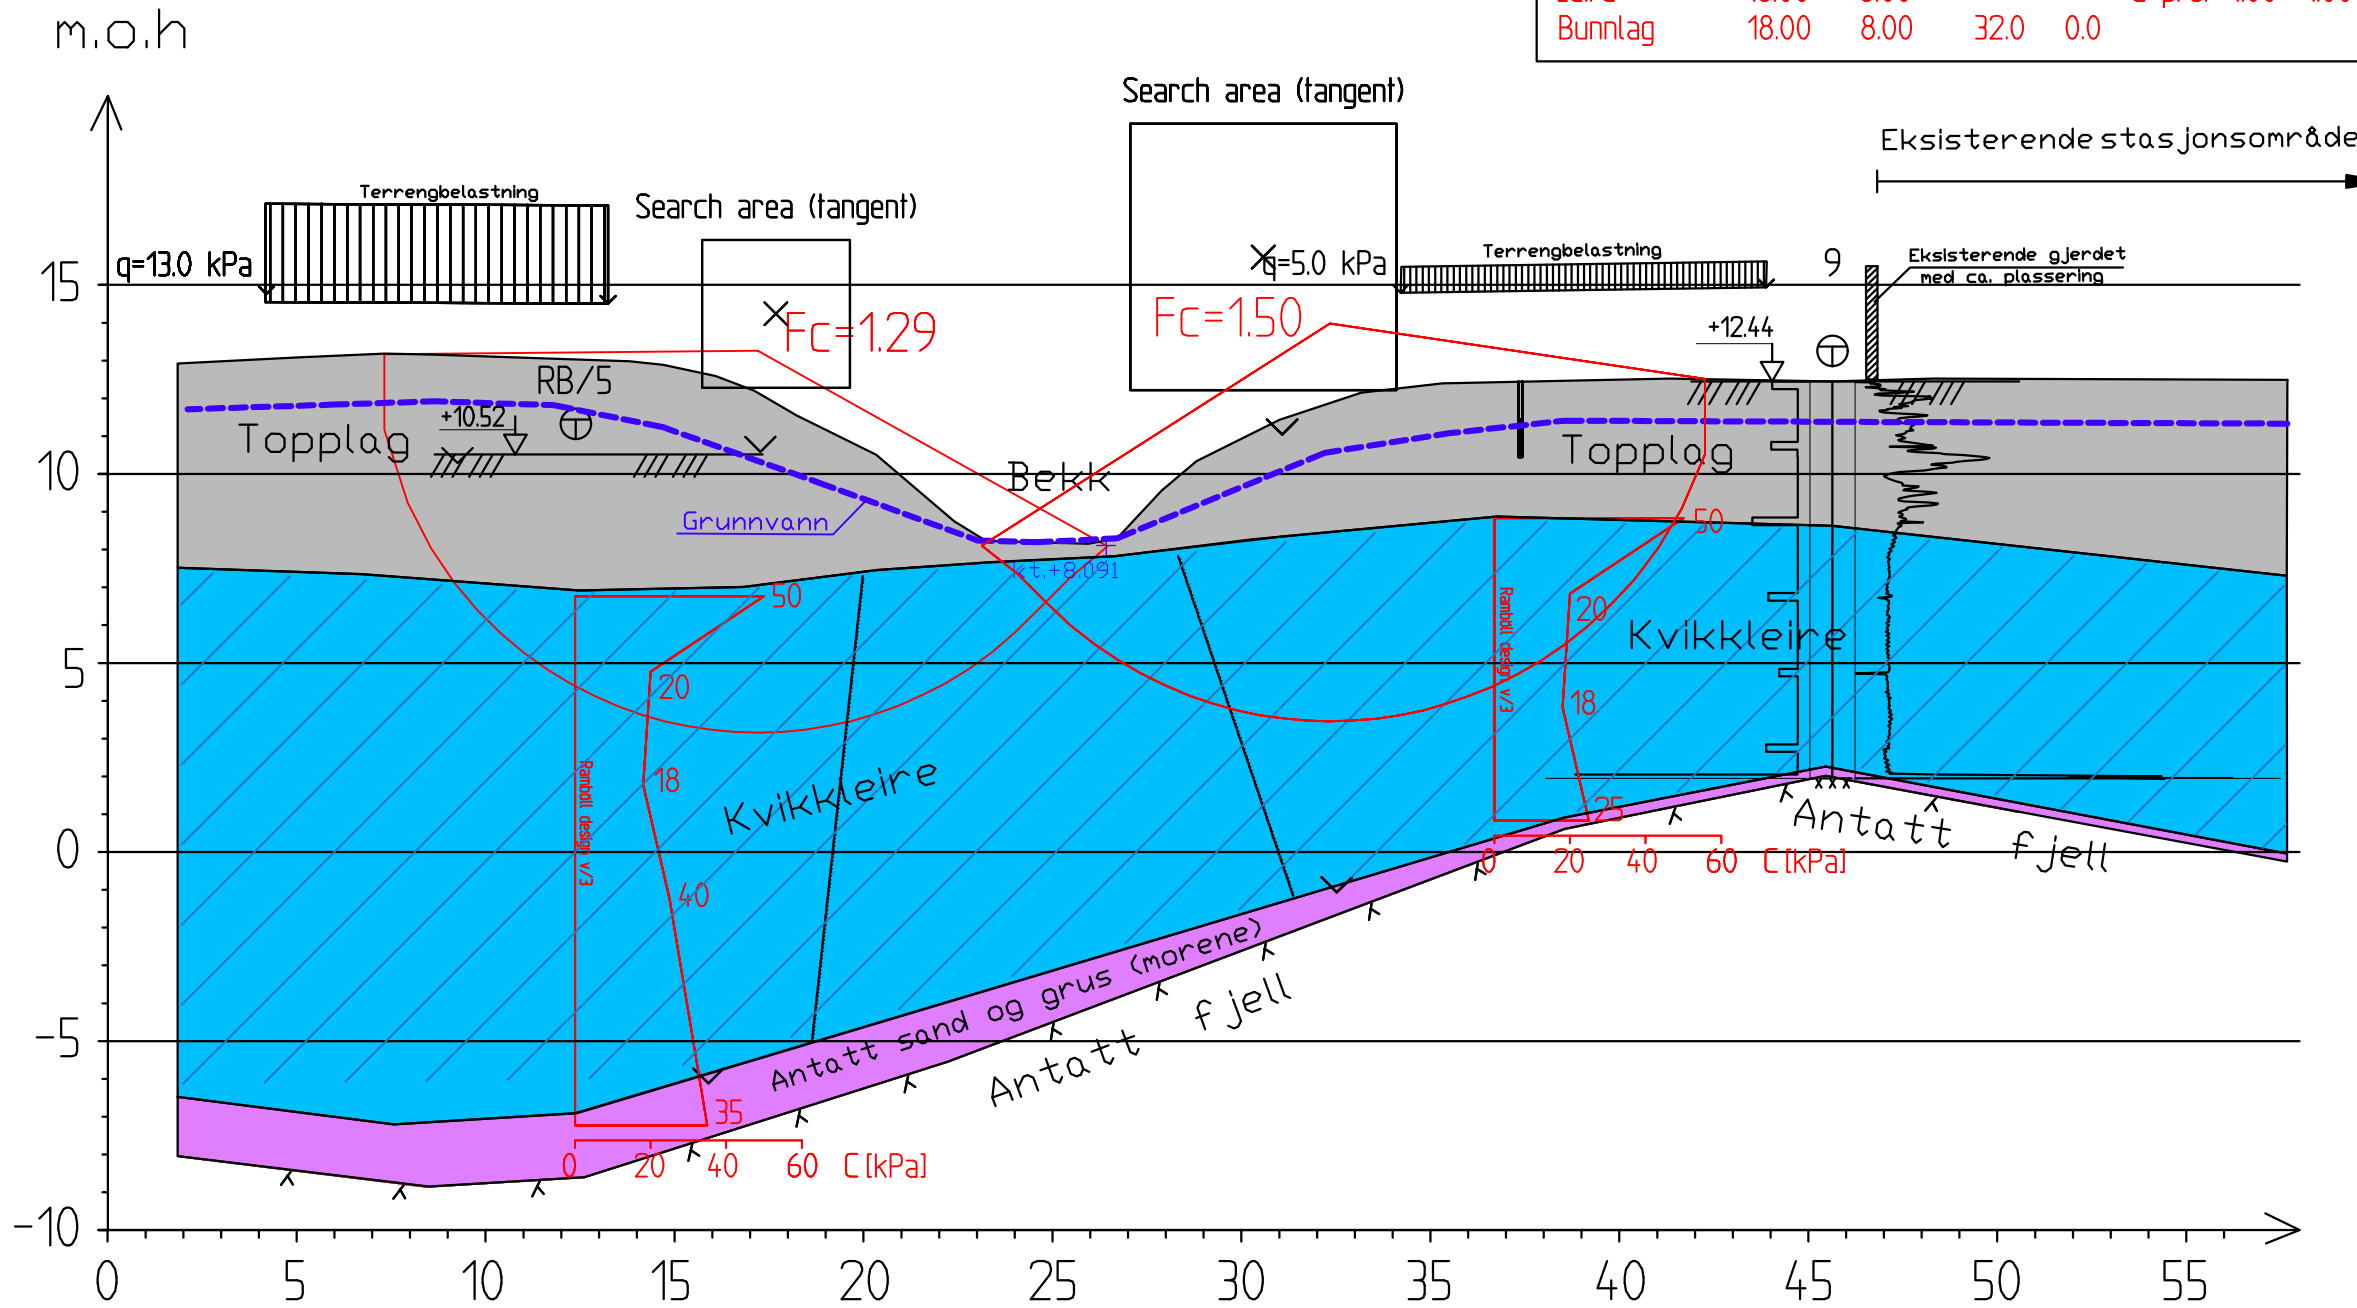 m.o.h
Bunnlag 18.00 8.00 32.0 0.0
Search area (tangent)
Eksisterende stasjonsområde
Terrengbelastning
Search area (tangent)
q=13.0 kPa
q=5.0 kPa
Terrengbelastning
9
Eksisterende gjerdet
med ca. plassering
15
Fc=1.29
Fc=1.50
+12.44
RB/5
+10.52
Topplag
Bekk
Topplag
10
Grunnvann
kt.+8.091
50
50
20
20
Kvikkleire
5
18
18
Ramboll design v/3
Ramboll design v/3
Kvikkleire
25
Antatt fjell
0
0 20 40 60 C[kPa]
40
Antatt sand og grus (morene)
Antatt fjell
-5
35
0 20 40 60 C[kPa]
-10
0 5 10 15 20 25 30 35 40 45 50 55